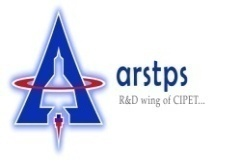 arstps
R&D wing of CIPET...